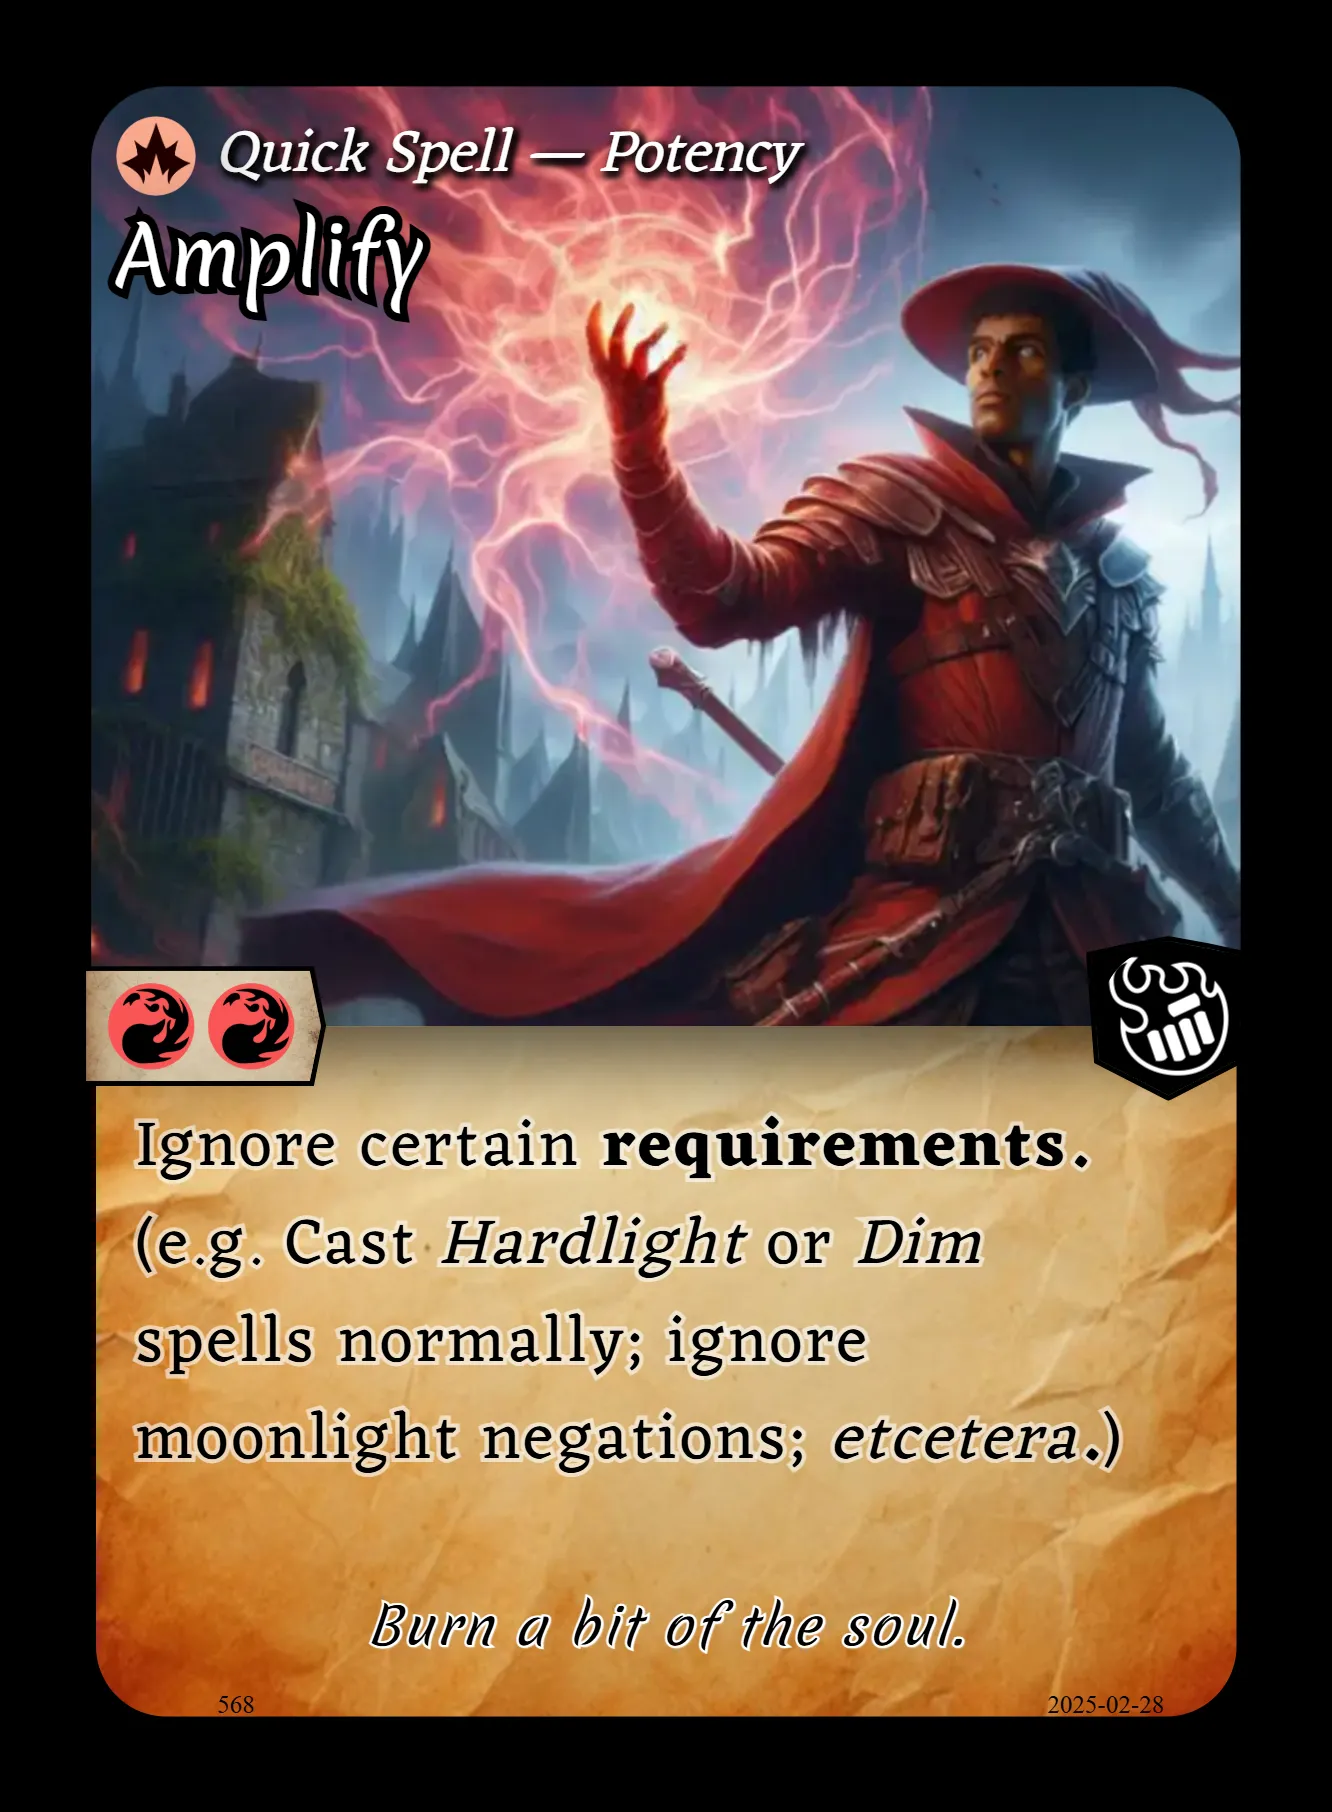 Quick Spell — Potency
Amplify
Ignore certain requirements.
(e.g. Cast Hardlight or Dim
spells normally; ignore
moonlight negations; etcetera.)
Burn a bit of the soul.
568
2025-02-28